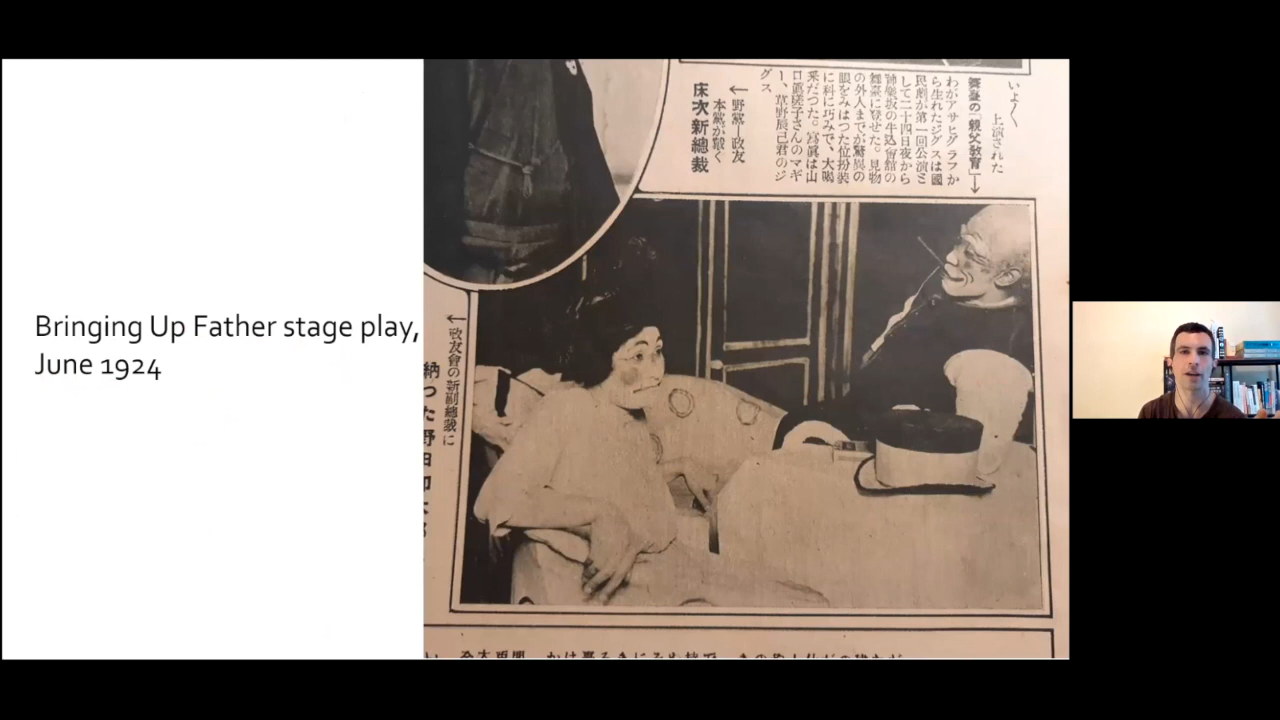 Bringing Up Father stage play,
June 1924
いよ〱
上演された
舞臺の「親父教育」→
わがアサヒグラフか
ら生れたジグスは國
民劇が第一回公演と
して二十四日夜から
神樂坂の牛込會館の
舞臺に登せた。見物
の外人までが驚異の
眼をみはつた位扮裝
に科に巧みで、大喝
采だつた。寫眞は山
口眞瑳子さんのマギ
ー、草野辰己君のジ
グス
←野黨―政友
本黨が戴く
床次新總裁
←政友會の新副總裁に
納つた野田